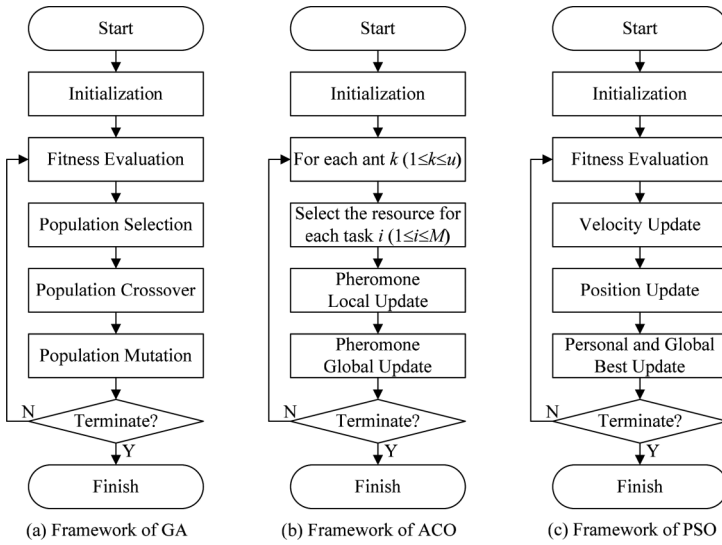 Start
Initialization
Fitness Evaluation
Population Selection
Population Crossover
Population Mutation
N
Terminate?
Y
Finish
(a) Framework of GA
Start
Initialization
For each ant k (1≤k≤u)
Select the resource for
each task i (1≤i≤M)
Pheromone
Local Update
Pheromone
Global Update
N
Terminate?
Y
Finish
(b) Framework of ACO
Start
Initialization
Fitness Evaluation
Velocity Update
Position Update
Personal and Global
Best Update
N
Terminate?
Y
Finish
(c) Framework of PSO